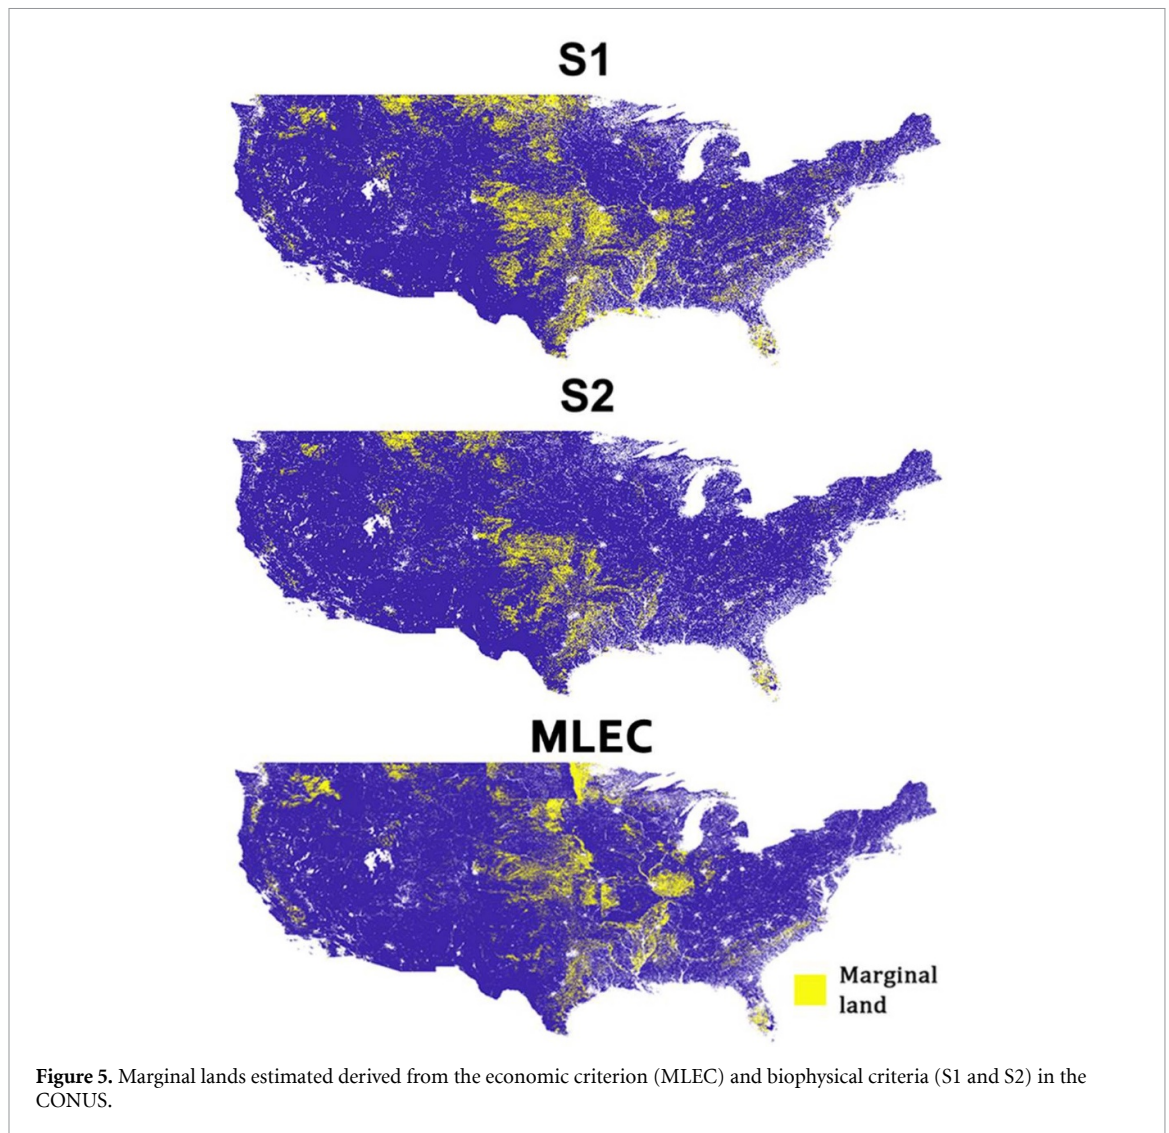 S1
S2
MLEC
Marginal
land
Figure 5. Marginal lands estimated derived from the economic criterion (MLEC) and biophysical criteria (S1 and S2) in the
CONUS.